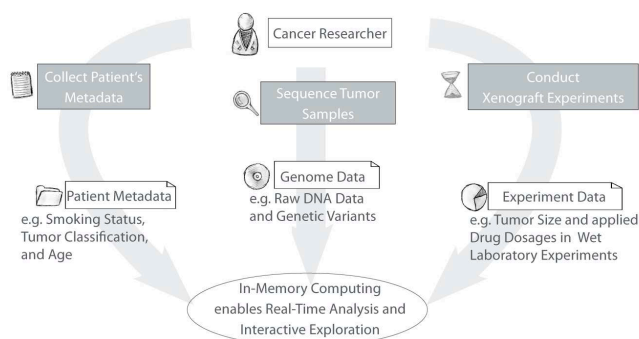 Cancer Researcher
Collect Patient's
Metadata
Sequence Tumor
Samples
Conduct
Xenograft Experiments
Patient Metadata
e.g. Smoking Status,
Tumor Classification,
and Age
Genome Data
e.g. Raw DNA Data
and Genetic Variants
Experiment Data
e.g. Tumor Size and applied
Drug Dosages in Wet
Laboratory Experiments
In-Memory Computing
enables Real-Time Analysis and
Interactive Exploration